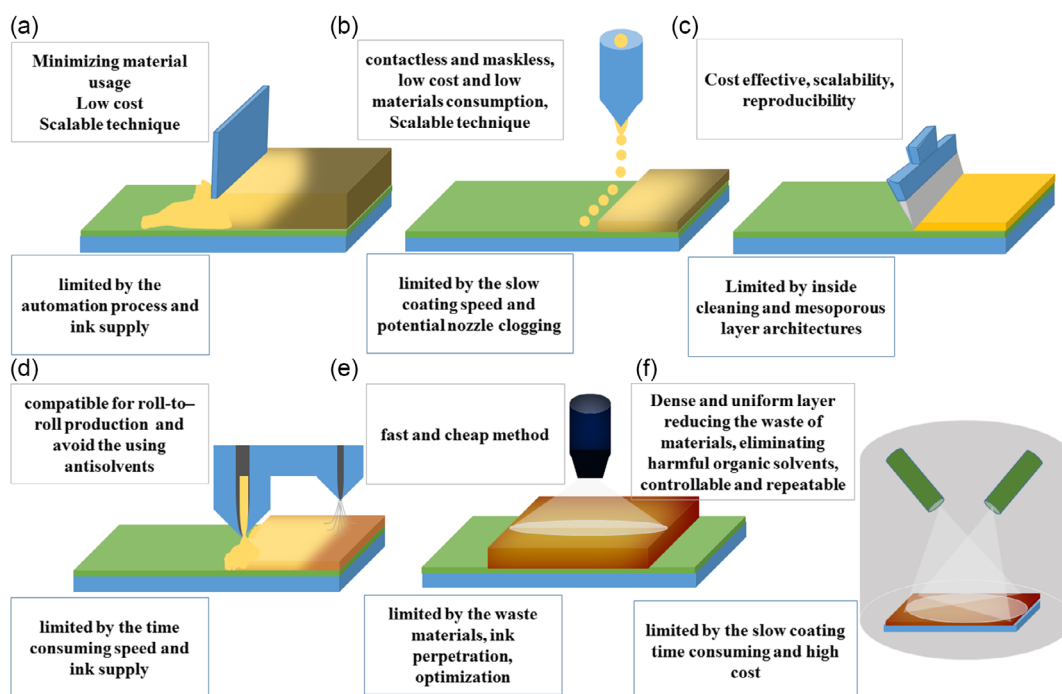 (a)
Minimizing material
usage
Low cost
Scalable technique
limited by the
automation process and
ink supply
(b)
contactless and maskless,
low cost and low
materials consumption,
Scalable technique
limited by the slow
coating speed and
potential nozzle clogging
(c)
Cost effective, scalability,
reproducibility
Limited by inside
cleaning and mesoporous
layer architectures
(d)
compatible for roll-to–
roll production and
avoid the using
antisolvents
limited by the time
consuming speed and
ink supply
(e)
fast and cheap method
limited by the waste
materials, ink
perpetration,
optimization
(f)
Dense and uniform layer
reducing the waste of
materials, eliminating
harmful organic solvents,
controllable and repeatable
limited by the slow coating
time consuming and high
cost